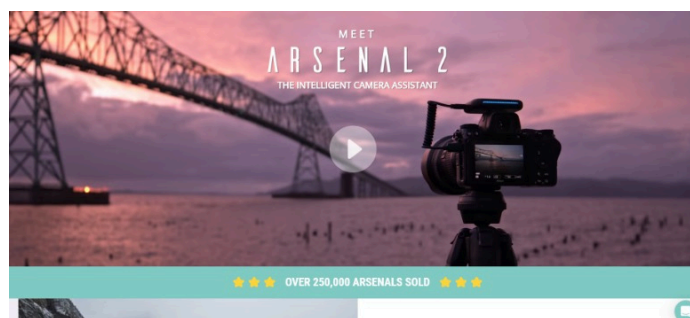 MEET
ARSENAL 2
THE INTELLIGENT CAMERA ASSISTANT
OVER 250,000 ARSENALS SOLD